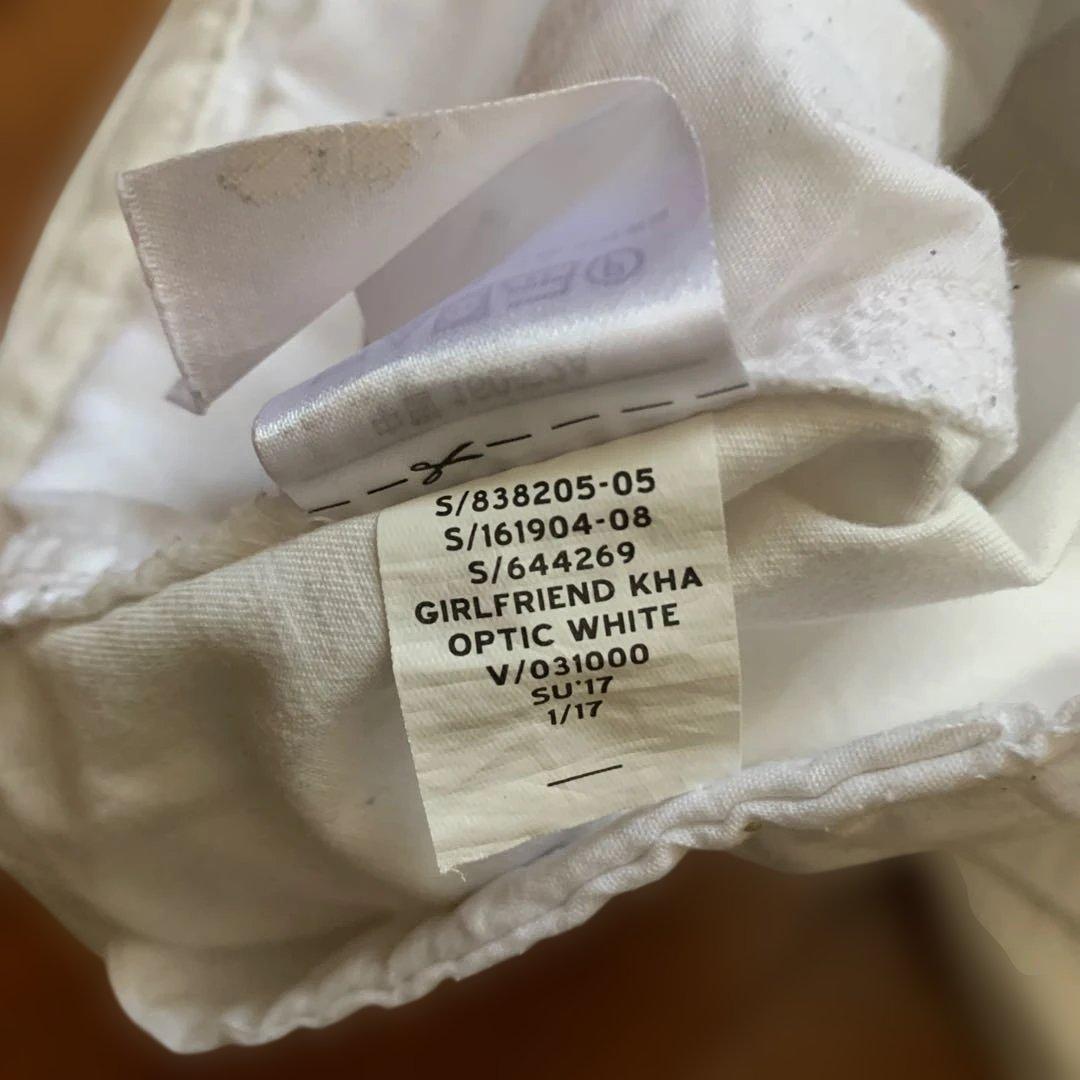 S/838205-05
S/161904-08
S/644269
GIRLFRIEND KHA
OPTIC WHITE
V/031000
SU'17
1/17